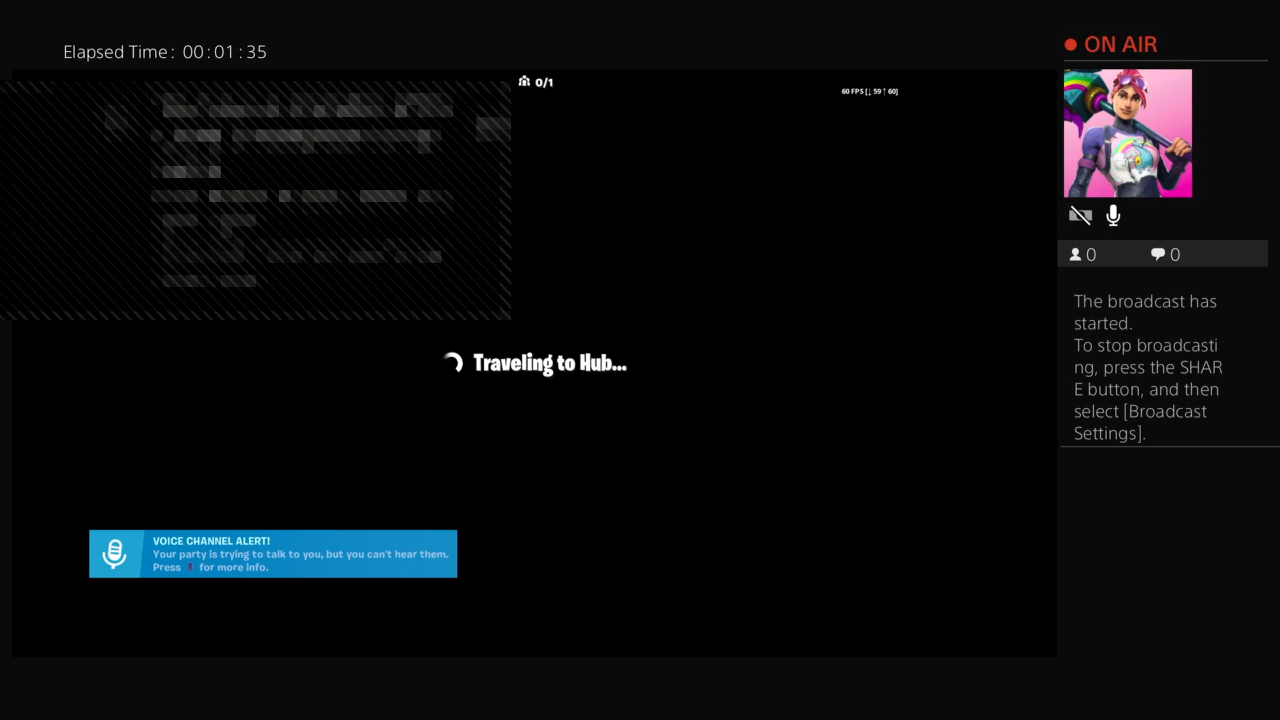 Elapsed Time: 00:01:35
ON AIR
0/1
60 FPS [↓ 59 ↑ 60]
0 0
The broadcast has
started.
To stop broadcasti
ng, press the SHAR
E button, and then
select [Broadcast
Settings].
Traveling to Hub...
VOICE CHANNEL ALERT!
Your party is trying to talk to you, but you can't hear them.
Press for more info.